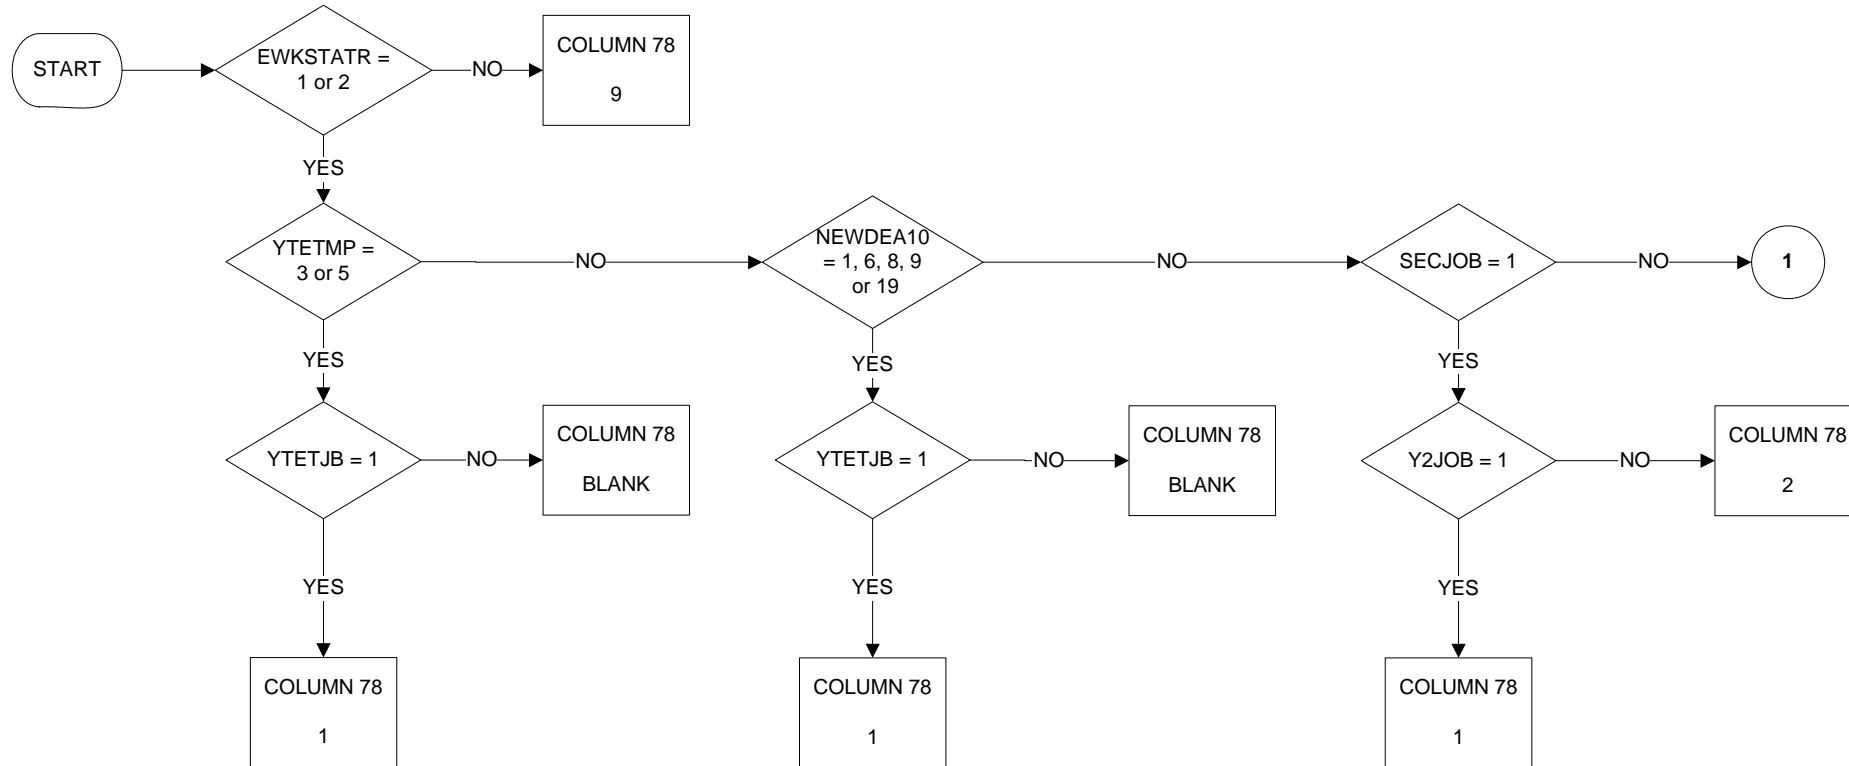 START
EWKSTATR =
1 or 2
NO
COLUMN 78
9
YES
YTETMP =
3 or 5
NO
NEWDEA10
= 1, 6, 8, 9
or 19
NO
SECJOB = 1
NO
1
YES
YES
YES
YTETJB = 1
NO
COLUMN 78
BLANK
YTETJB = 1
NO
COLUMN 78
BLANK
Y2JOB = 1
NO
COLUMN 78
2
YES
YES
YES
COLUMN 78
1
COLUMN 78
1
COLUMN 78
1